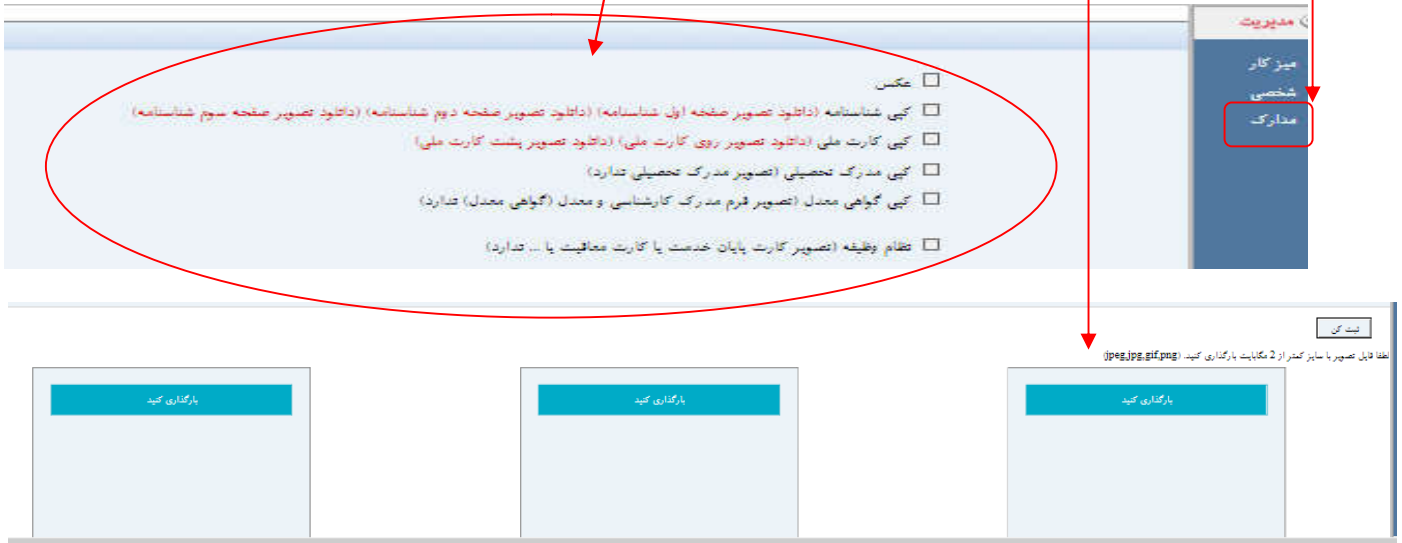 مدیریت
میز کار
شخصی
مدارک
عکس
کپی شناسنامه (دانلود تصویر صفحه اول شناسنامه) (دانلود تصویر صفحه دوم شناسنامه) (دانلود تصویر صفحه سوم شناسنامه)
کپی کارت ملی (دانلود تصویر روی کارت ملی) (دانلود تصویر پشت کارت ملی)
کپی مدرک تحصیلی (تصویر مدرک تحصیلی ندارد)
کپی گواهی معدل (تصویر فرم مدرک کارشناسی و معدل (گواهی معدل) ندارد)
نظام وظیفه (تصویر کارت پایان خدمت یا کارت معافیت یا ... ندارد)
ثبت کن
لطفا فایل تصویر با سایز کمتر از 2 مگابایت بارگذاری کنید. (jpeg,jpg,gif,png)
بارگذاری کنید
بارگذاری کنید
بارگذاری کنید